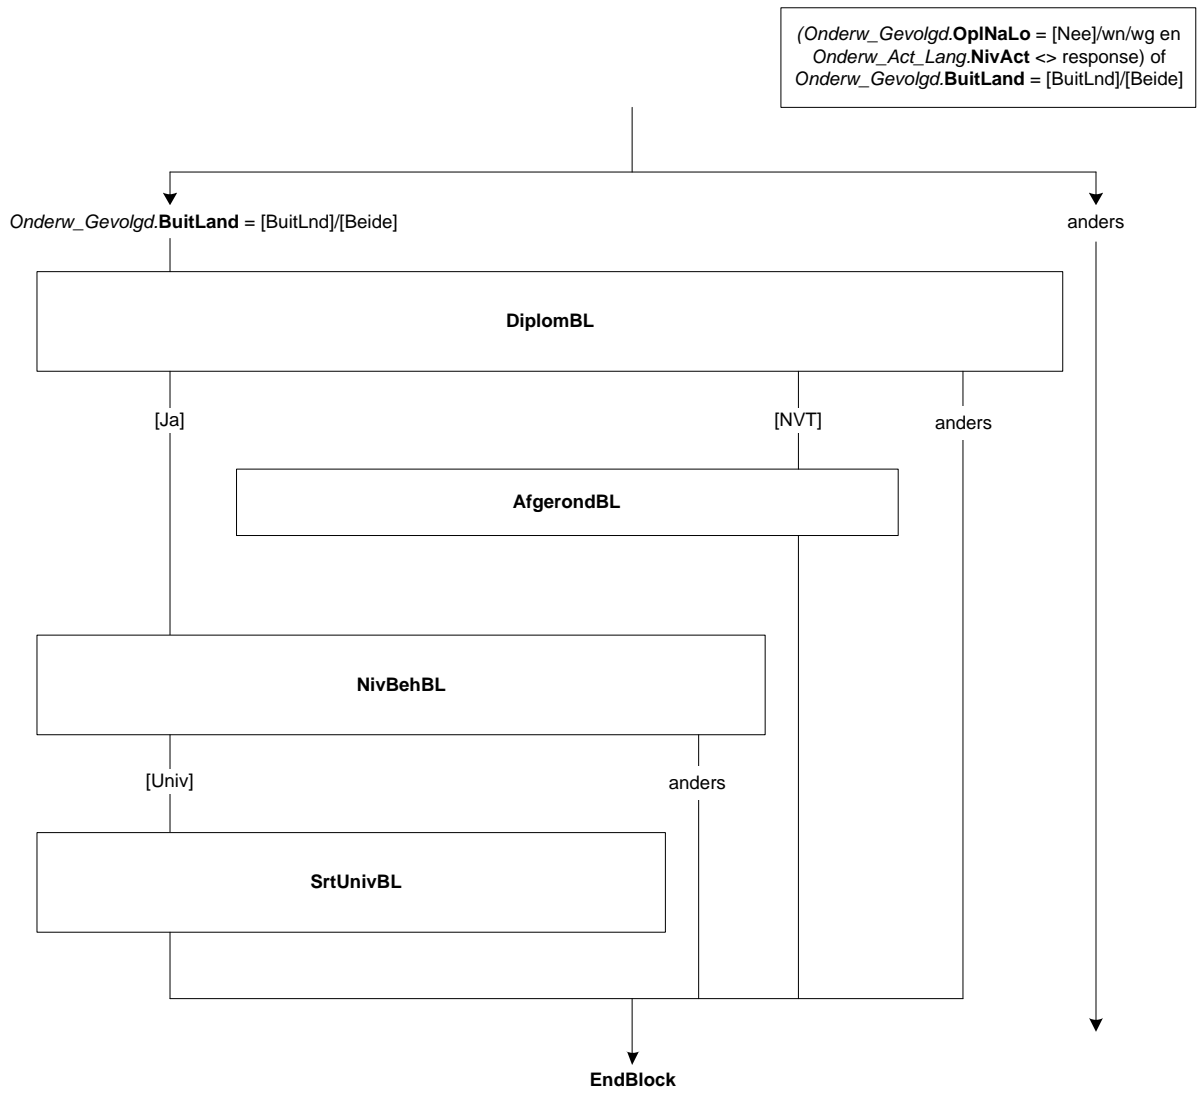 (Onderw_Gevolgd.OplNaLo = [Nee]/wn/wg en
Onderw_Act_Lang.NivAct <> response) of
Onderw_Gevolgd.BuitLand = [BuitLnd]/[Beide]
Onderw_Gevolgd.BuitLand = [BuitLnd]/[Beide]
anders
DiplomBL
[Ja]
[NVT]
anders
AfgerondBL
NivBehBL
[Univ]
anders
SrtUnivBL
EndBlock